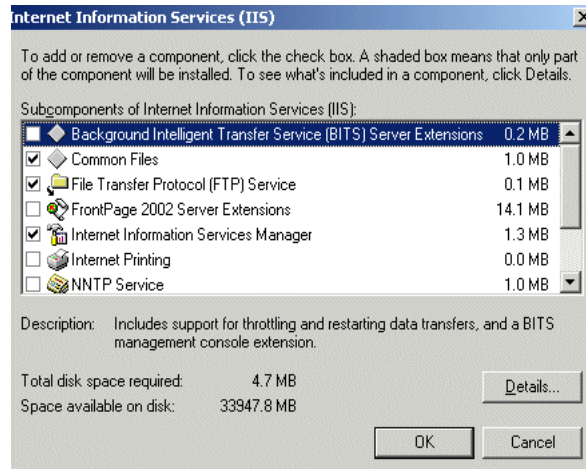 Internet Information Services (IIS)
To add or remove a component, click the check box. A shaded box means that only part
of the component will be installed. To see what's included in a component, click Details.
Subcomponents of Internet Information Services (IIS):
Background Intelligent Transfer Service (BITS) Server Extensions 0.2 MB
Common Files 1.0 MB
File Transfer Protocol (FTP) Service 0.1 MB
FrontPage 2002 Server Extensions 14.1 MB
Internet Information Services Manager 1.3 MB
Internet Printing 0.0 MB
NNTP Service 1.0 MB
Description: Includes support for throttling and restarting data transfers, and a BITS
management console extension.
Total disk space required: 4.7 MB
Space available on disk: 33947.8 MB
Details...
OK Cancel